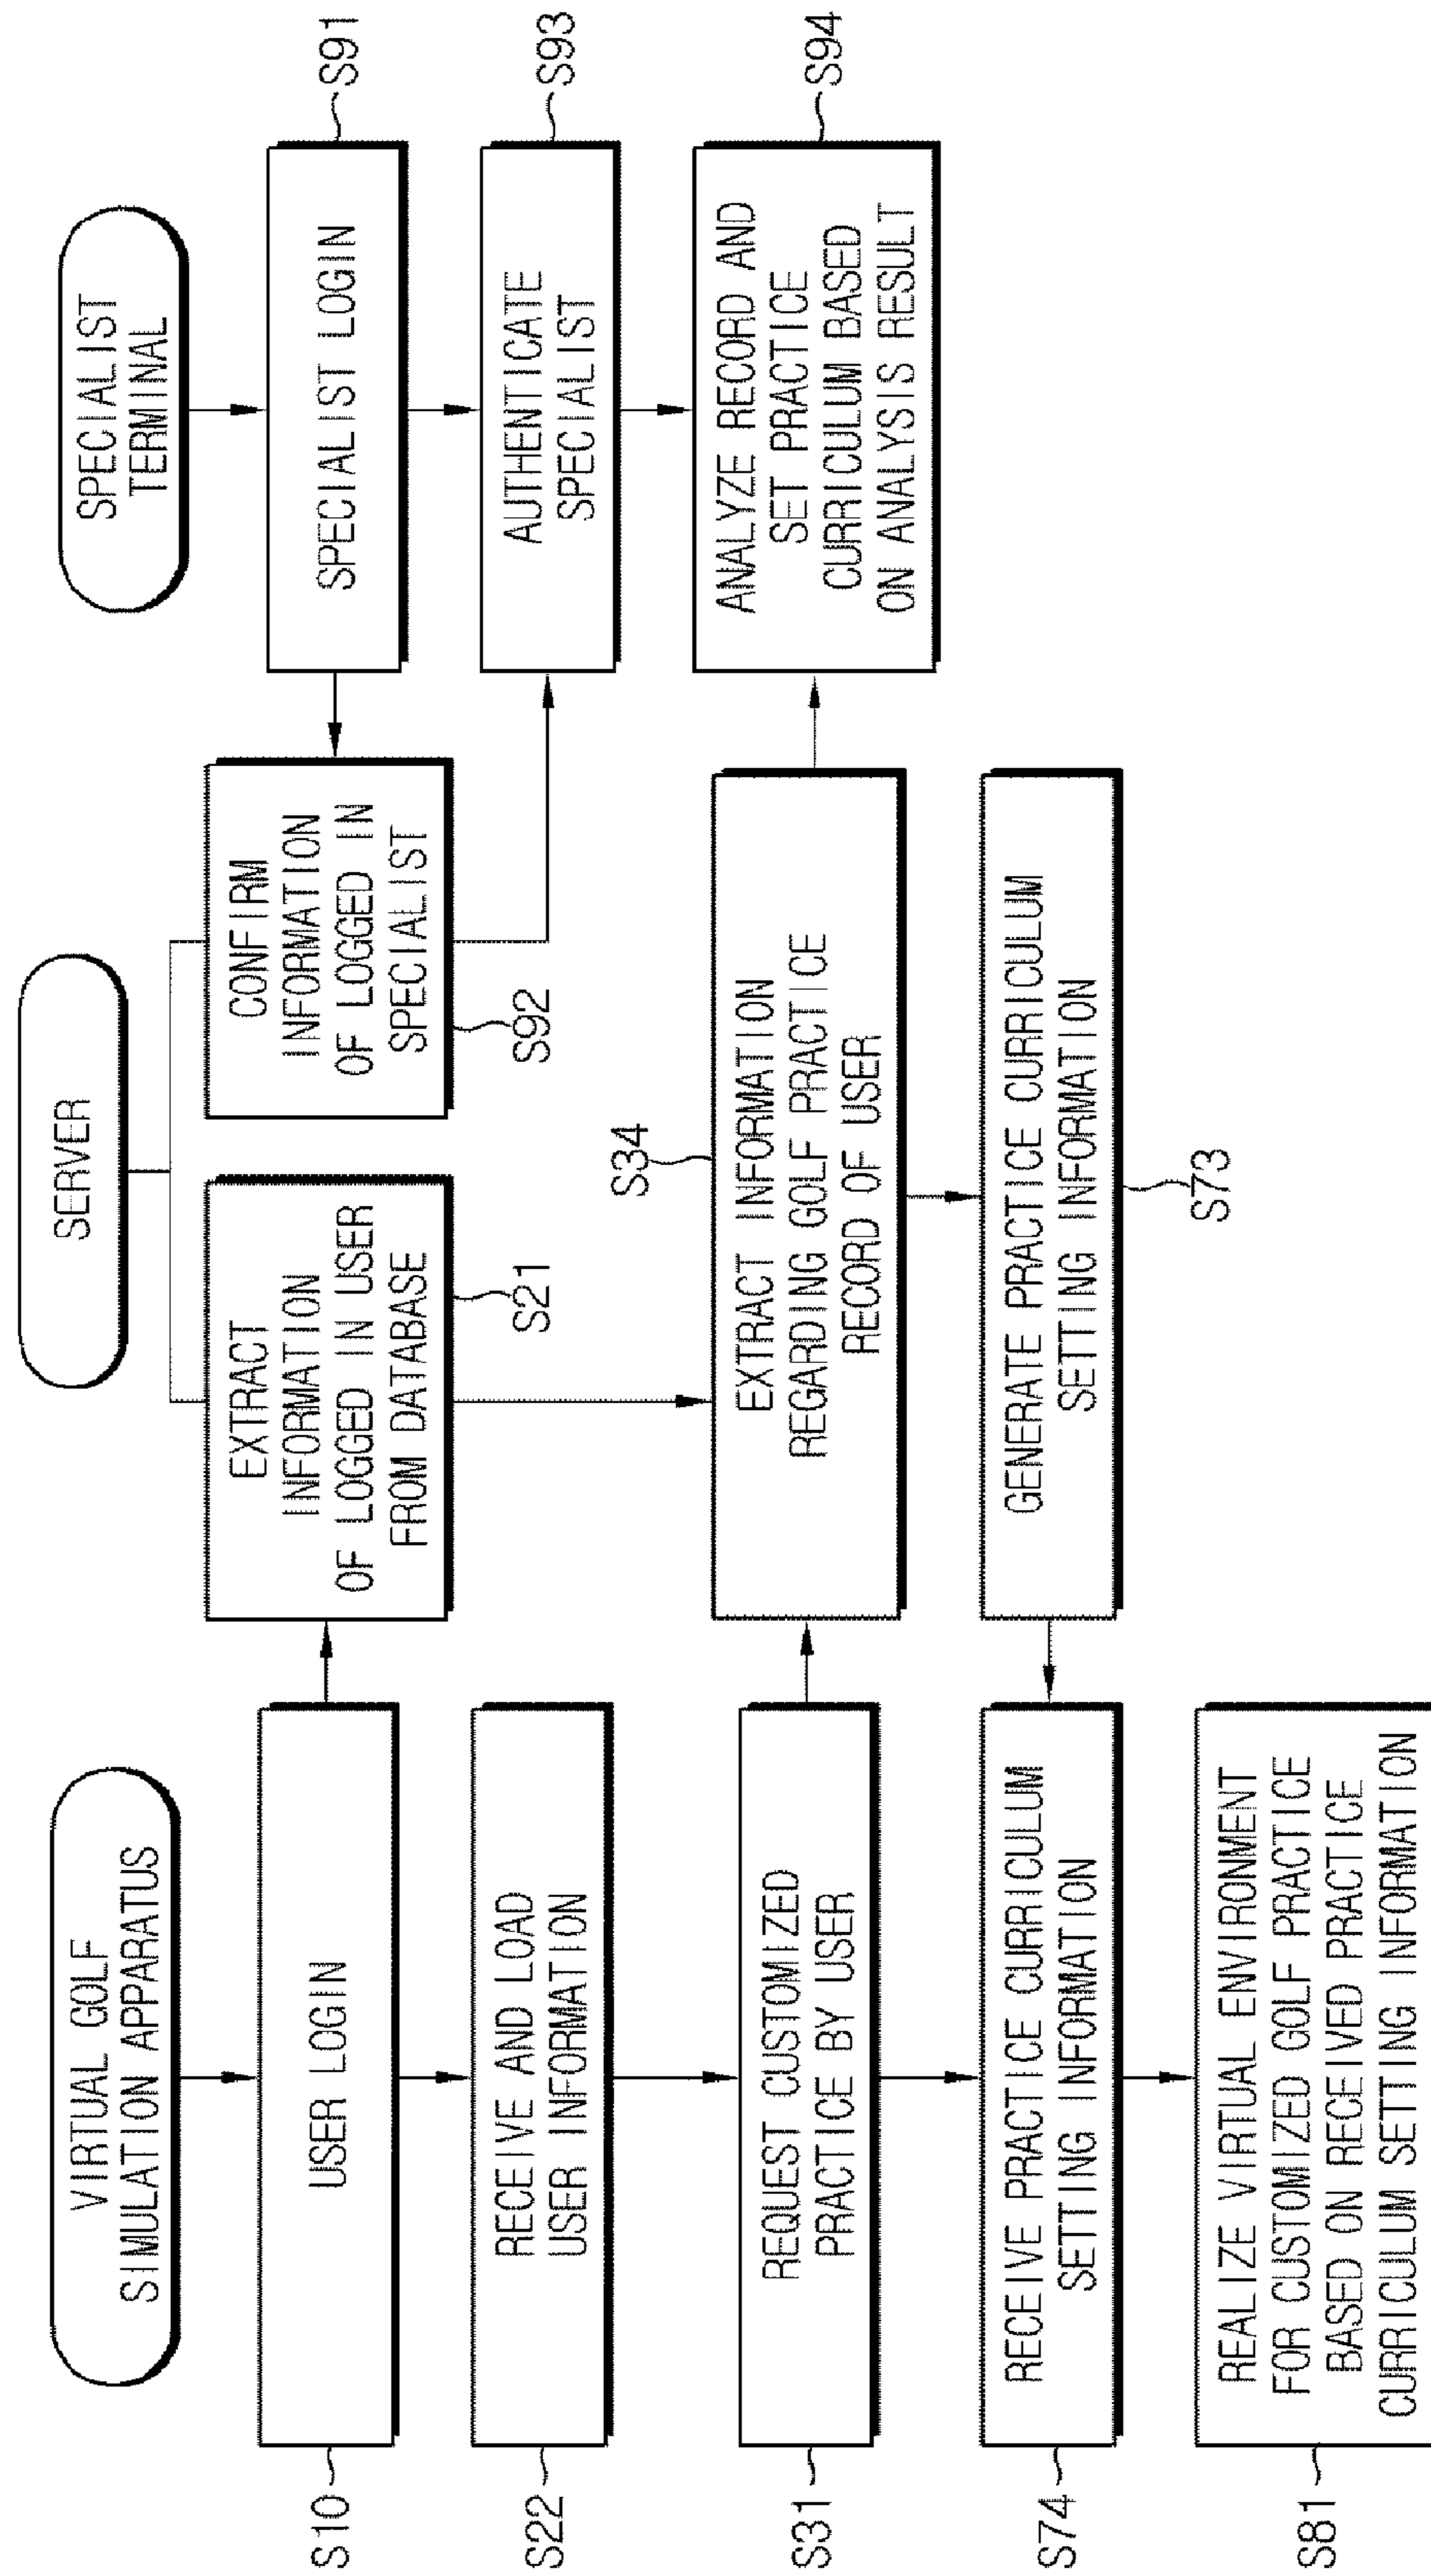 VIRTUAL GOLF
SIMULATION APPARATUS
SERVER
SPECIALIST
TERMINAL
S10
USER LOGIN
EXTRACT
INFORMATION
OF LOGGED IN USER
FROM DATABASE
S21
CONFIRM
INFORMATION
OF LOGGED IN
SPECIALIST
S92
SPECIALIST LOGIN
S91
S22
RECEIVE AND LOAD
USER INFORMATION
AUTHENTICATE
SPECIALIST
S93
S31
REQUEST CUSTOMIZED
PRACTICE BY USER
S34
EXTRACT INFORMATION
REGARDING GOLF PRACTICE
RECORD OF USER
ANALYZE RECORD AND
SET PRACTICE
CURRICULUM BASED
ON ANALYSIS RESULT
S94
S74
RECEIVE PRACTICE CURRICULUM
SETTING INFORMATION
GENERATE PRACTICE CURRICULUM
SETTING INFORMATION
S73
S81
REALIZE VIRTUAL ENVIRONMENT
FOR CUSTOMIZED GOLF PRACTICE
BASED ON RECEIVED PRACTICE
CURRICULUM SETTING INFORMATION